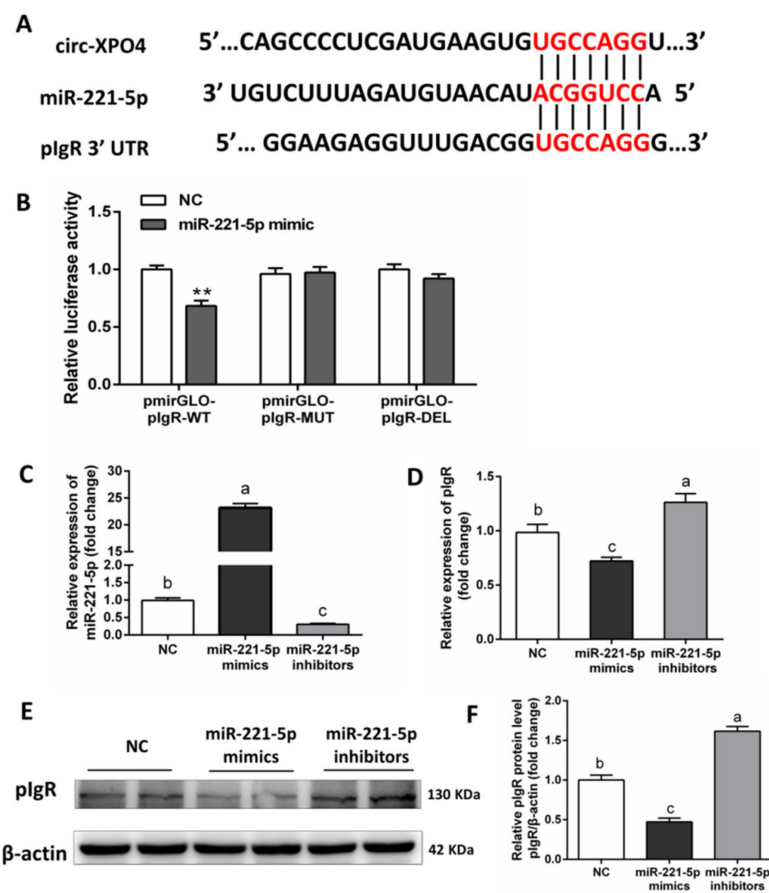 A
circ-XPO4 5’...CAGCCCCUCGAUGAAGUGUGCCAGGU...3’
miR-221-5p 3’ UGUCUUUAGAUGUAACAUACGGUCCA 5’
pIgR 3’ UTR 5’... GGAAGAGGUUUGACGGUGCCAGGG...3’
B
NC
miR-221-5p mimic
Relative luciferase activity
1.5
1.0
0.5
0.0
pmirGLO-
pIgR-WT
pmirGLO-
pIgR-MUT
pmirGLO-
pIgR-DEL
**
C
Relative expression of
miR-221-5p (fold change)
30
25
20
15
2.0
1.5
1.0
0.5
0.0
b
a
c
NC
miR-221-5p
mimics
miR-221-5p
inhibitors
D
Relative expression of pIgR
(fold change)
1.5
1.0
0.5
0.0
b
c
a
NC
miR-221-5p
mimics
miR-221-5p
inhibitors
E
NC
miR-221-5p
mimics
miR-221-5p
inhibitors
pIgR
130 KDa
β-actin
42 KDa
F
Relative pIgR protein level
pIgR/β-actin (fold change)
2.0
1.5
1.0
0.5
0.0
b
c
a
NC
miR-221-5p
mimics
miR-221-5p
inhibitors